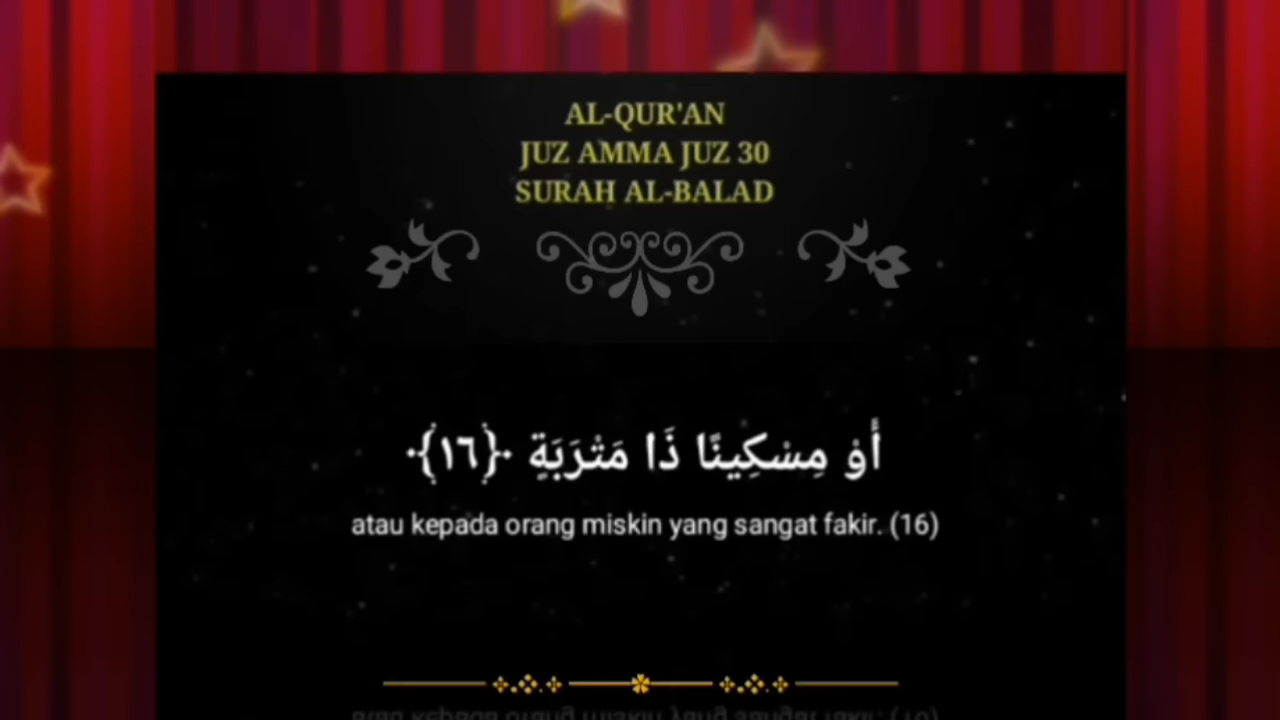 AL-QUR'AN
JUZ AMMA JUZ 30
SURAH AL-BALAD
أَوْ مِسْكِينًا ذَا مَتْرَبَةٍ ﴿١٦﴾
atau kepada orang miskin yang sangat fakir. (16)